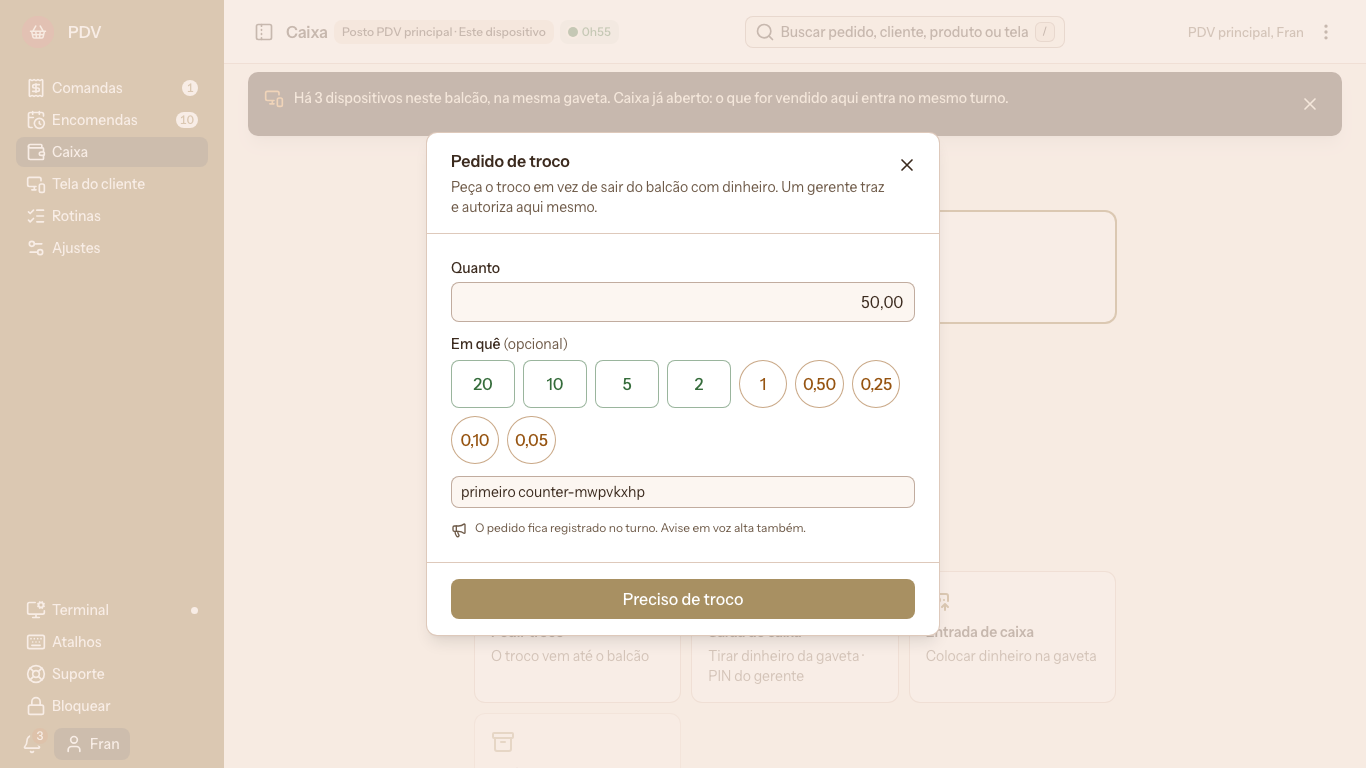 PDV
Comandas 1
Encomendas 10
Caixa
Tela do cliente
Rotinas
Ajustes
Terminal
Atalhos
Suporte
Bloquear
3
Fran
Caixa
Posto PDV principal · Este dispositivo
0h55
Buscar pedido, cliente, produto ou tela /
PDV principal, Fran
Há 3 dispositivos neste balcão, na mesma gaveta. Caixa já aberto: o que for vendido aqui entra no mesmo turno.
Pedido de troco
Peça o troco em vez de sair do balcão com dinheiro. Um gerente traz
e autoriza aqui mesmo.
Quanto
50,00
Em quê (opcional)
20 10 5 2 1 0,50 0,25
0,10 0,05
primeiro counter-mwpvkxhp
O pedido fica registrado no turno. Avise em voz alta também.
Preciso de troco
O troco vem até o balcão
Tirar dinheiro da gaveta ·
PIN do gerente
Entrada de caixa
Colocar dinheiro na gaveta